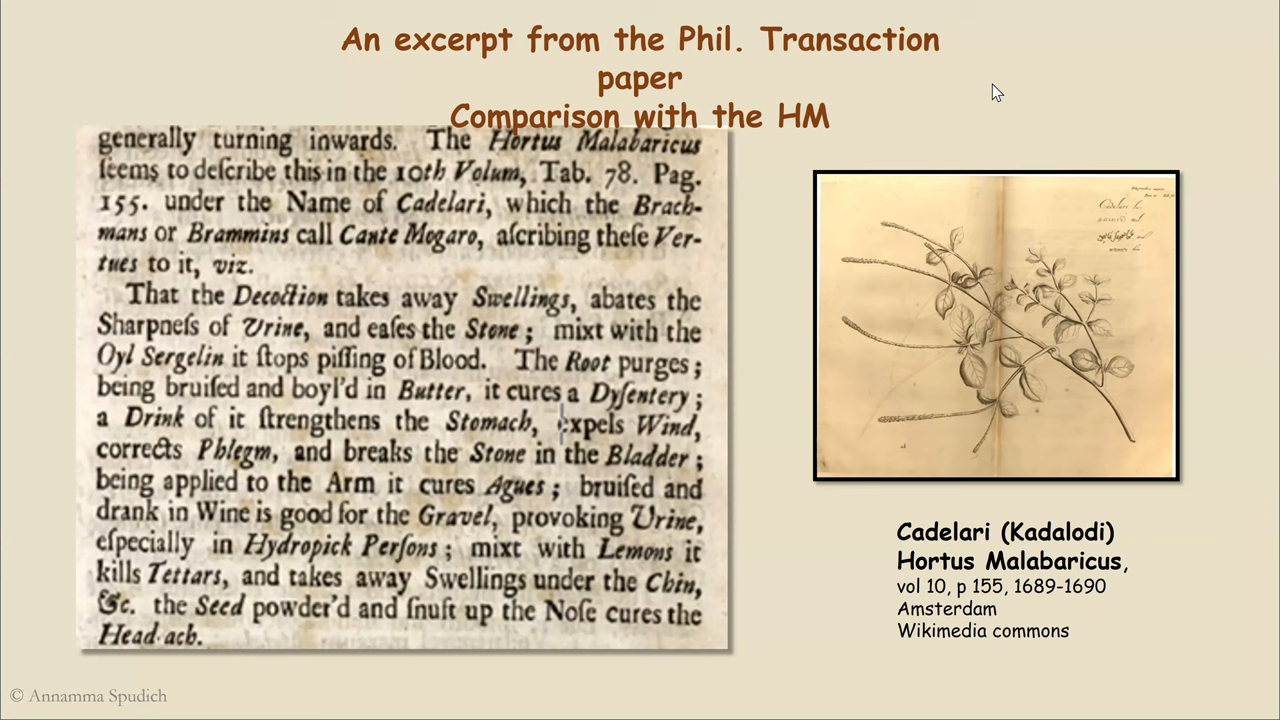 An excerpt from the Phil. Transaction
paper
Comparison with the HM
generally turning inwards. The Hortus Malabaricus
ſeems to deſcribe this in the 10th Volum, Tab. 78. Pag.
155. under the Name of Cadelari, which the Brach-
mans or Brammins call Cante Mogaro, aſcribing theſe Ver-
tues to it, viz.
That the Decoction takes away Swellings, abates the
Sharpneſs of Urine, and eaſes the Stone; mixt with the
Oyl Sergelin it ſtops piſſing of Blood. The Root purges;
being bruiſed and boyl'd in Butter, it cures a Dyſentery;
a Drink of it ſtrengthens the Stomach, expels Wind,
corrects Phlegm, and breaks the Stone in the Bladder;
being applied to the Arm it cures Agues; bruiſed and
drank in Wine is good for the Gravel, provoking Urine,
eſpecially in Hydropick Perſons; mixt with Lemons it
kills Tettars, and takes away Swellings under the Chin,
&c. the Seed powder'd and ſnuft up the Noſe cures the
Head-ach.
Cadelari
Cadelari (Kadalodi)
Hortus Malabaricus,
vol 10, p 155, 1689-1690
Amsterdam
Wikimedia commons
© Annamma Spudich